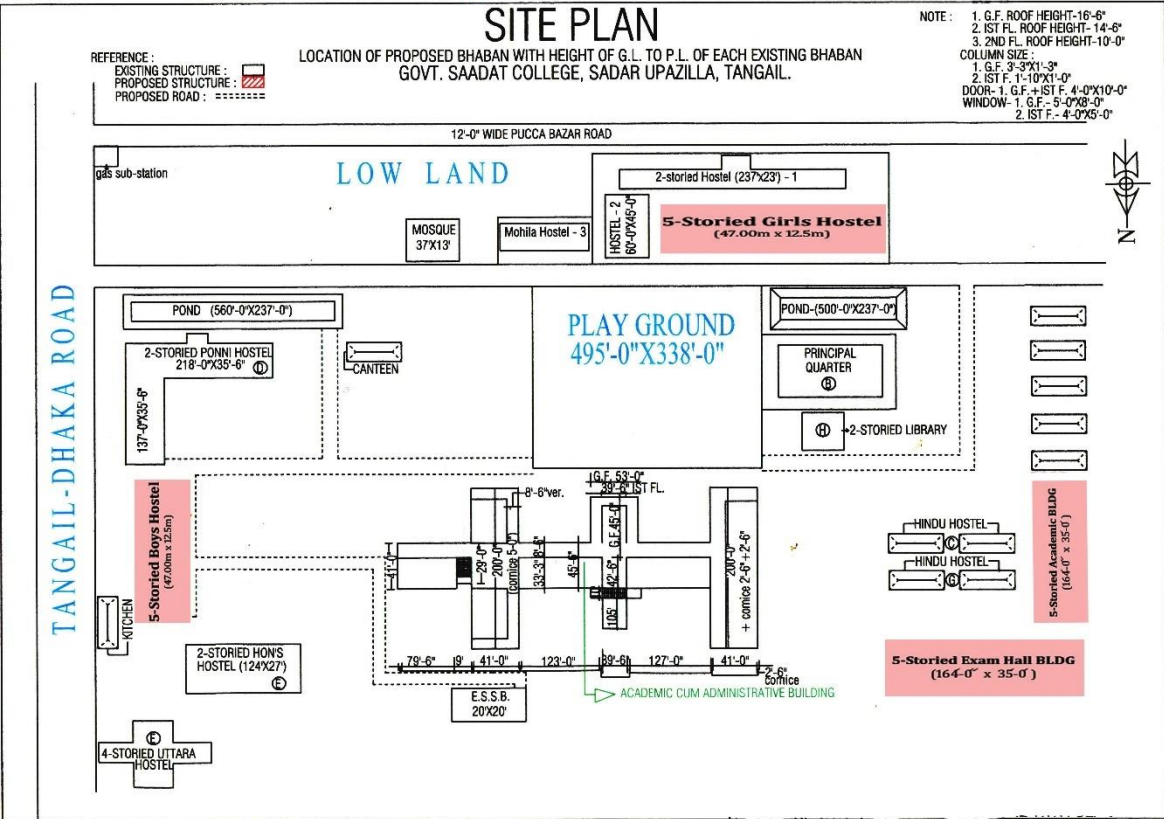 SITE PLAN
LOCATION OF PROPOSED BHABAN WITH HEIGHT OF G.L. TO P.L. OF EACH EXISTING BHABAN
GOVT. SAADAT COLLEGE, SADAR UPAZILLA, TANGAIL.
REFERENCE :
EXISTING STRUCTURE :
PROPOSED STRUCTURE :
PROPOSED ROAD :
NOTE : 1. G.F. ROOF HEIGHT-16'-6"
2. IST FL. ROOF HEIGHT- 14'-6"
3. 2ND FL. ROOF HEIGHT-10'-0"
COLUMN SIZE :
1. G.F. 3'-3"X1'-3"
2. IST F. 1'-10"X1'-0"
DOOR- 1. G.F.+IST F. 4'-0"X10'-0"
WINDOW- 1. G.F.- 5'-0"X8'-0"
2. IST F.- 4'-0"X5'-0"
12'-0" WIDE PUCCA BAZAR ROAD
gas sub-station
LOW LAND
2-storied Hostel (237'X23') - 1
MOSQUE
37'X13'
Mohila Hostel - 3
HOSTEL - 2
60'-0"X45'-0"
5-Storied Girls Hostel
(47.00m x 12.5m)
N
TANGAIL-DHAKA ROAD
POND (560'-0"X237'-0")
2-STORIED PONNI HOSTEL
218'-0"X35'-6" D
137'-0"X35'-6"
CANTEEN
PLAY GROUND
495'-0"X338'-0"
POND-(500'-0"X237'-0")
PRINCIPAL
QUARTER
B
H 2-STORIED LIBRARY
5-Storied Boys Hostel
(47.00m x 12.5m)
KITCHEN
G.F. 53'-0"
39'-6" IST FL.
8'-6"ver.
41'-0"
29'-0"
200'-0"
(cornice 5'-0")
33'-3"
8'-6"
45'-6"
42'-6"
G.F.45'-0"
105'
200'-0"
+ cornice 2'-6"+2'-6"
79'-6" 9' 41'-0" 123'-0" 39'-6" 127'-0" 41'-0"
2'-6"
cornice
ACADEMIC CUM ADMINISTRATIVE BUILDING
HINDU HOSTEL
C
HINDU HOSTEL
G
5-Storied Academic BLDG
(164-0" x 35-0')
5-Storied Exam Hall BLDG
(164-0" x 35-0')
2-STORIED HON'S
HOSTEL (124'X27')
E
E.S.S.B.
20'X20'
E
4-STORIED UTTARA
HOSTEL